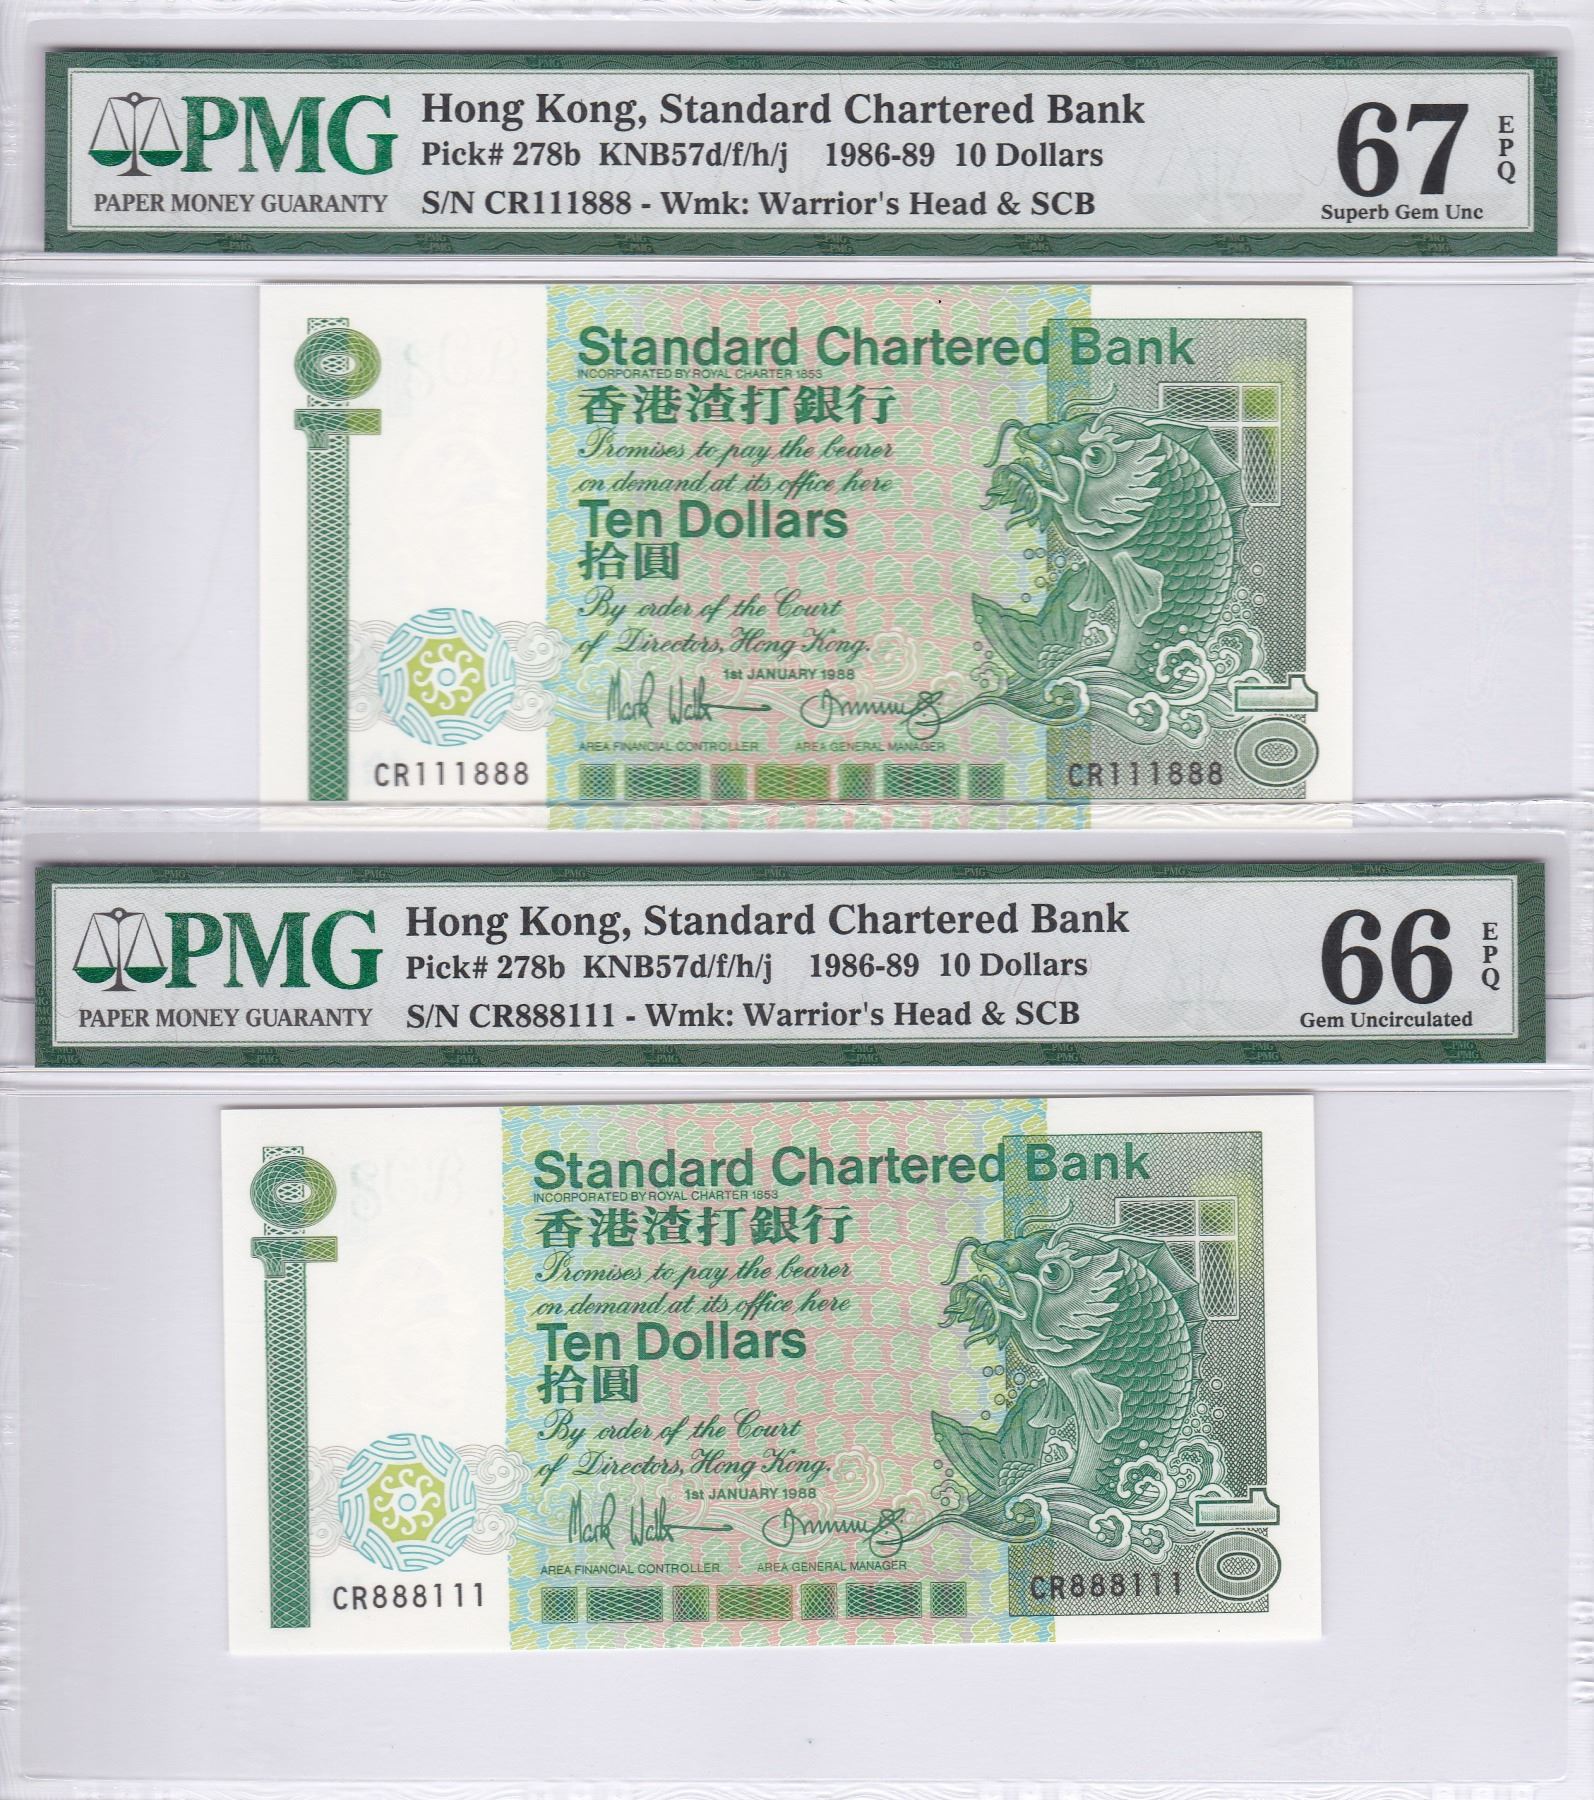 PMG
PAPER MONEY GUARANTY
Hong Kong, Standard Chartered Bank
Pick# 278b KNB57d/f/h/j 1986-89 10 Dollars
S/N CR111888 - Wmk: Warrior's Head & SCB
67
EPQ
Superb Gem Unc
10
Standard Chartered Bank
INCORPORATED BY ROYAL CHARTER 1853
香港渣打銀行
Promises to pay the bearer
on demand at its office here
Ten Dollars
拾圓
By order of the Court
of Directors, Hong Kong.
1st JANUARY 1988
AREA FINANCIAL CONTROLLER AREA GENERAL MANAGER
CR111888 CR111888
10
PMG
PAPER MONEY GUARANTY
Hong Kong, Standard Chartered Bank
Pick# 278b KNB57d/f/h/j 1986-89 10 Dollars
S/N CR888111 - Wmk: Warrior's Head & SCB
66
EPQ
Gem Uncirculated
10
Standard Chartered Bank
INCORPORATED BY ROYAL CHARTER 1853
香港渣打銀行
Promises to pay the bearer
on demand at its office here
Ten Dollars
拾圓
By order of the Court
of Directors, Hong Kong.
1st JANUARY 1988
AREA FINANCIAL CONTROLLER AREA GENERAL MANAGER
CR888111 CR888111
10